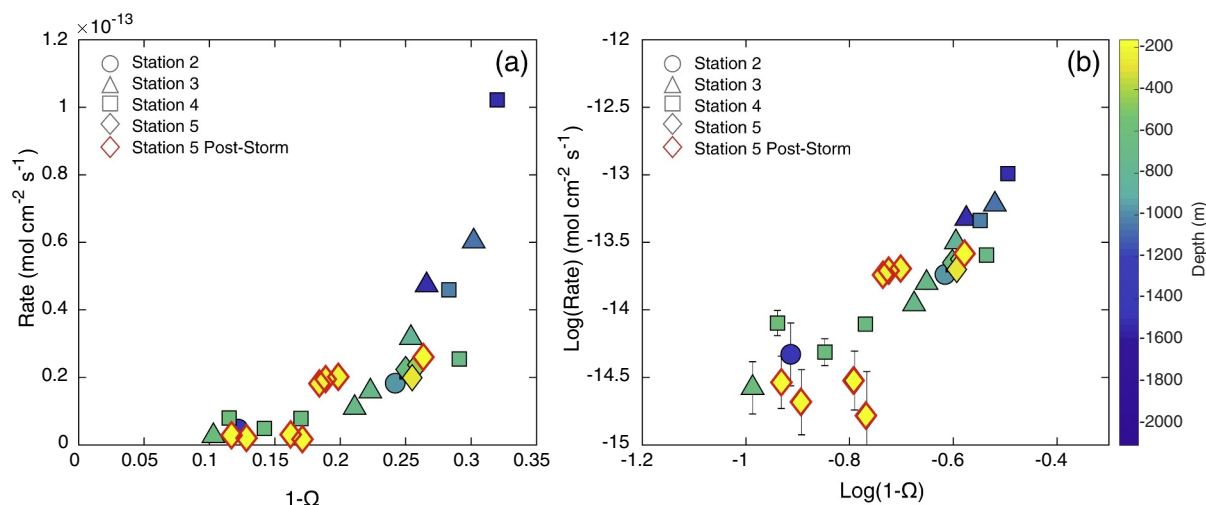 ×10⁻¹³
1.2
1
0.8
0.6
0.4
0.2
0
Rate (mol cm⁻² s⁻¹)
Station 2
Station 3
Station 4
Station 5
Station 5 Post-Storm
(a)
0 0.1 0.15 0.2 0.25 0.3 0.35
1-Ω
-12
-12.5
-13
-13.5
-14
-14.5
-15
Log(Rate) (mol cm⁻² s⁻¹)
Station 2
Station 3
Station 4
Station 5
Station 5 Post-Storm
(b)
-1.2 -1 -0.8 -0.6 -0.4
Log(1-Ω)
-200
-400
-600
-800
-1000
-1200
-1400
-1600
-1800
-2000
Depth (m)